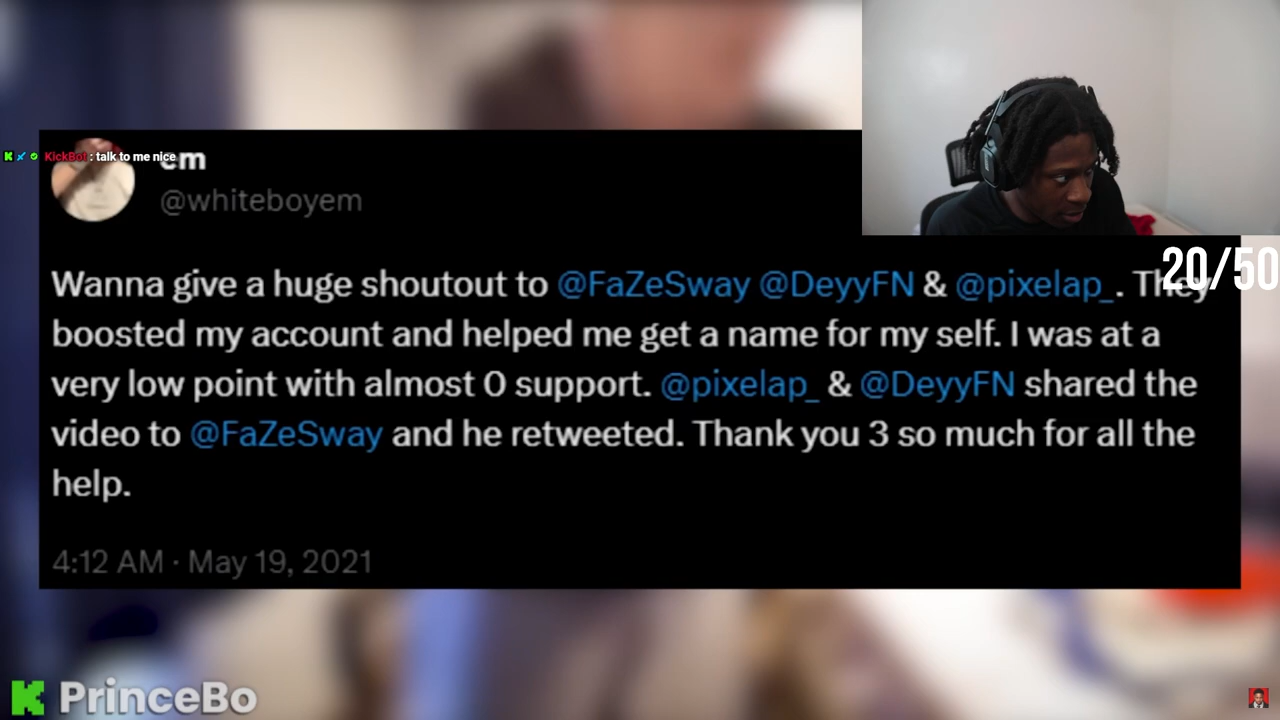 KickBot: talk to me nice
em
@whiteboyem
20/50
Wanna give a huge shoutout to @FaZeSway @DeyyFN & @pixelap_. They
boosted my account and helped me get a name for my self. I was at a
very low point with almost 0 support. @pixelap_ & @DeyyFN shared the
video to @FaZeSway and he retweeted. Thank you 3 so much for all the
help.
4:12 AM · May 19, 2021
K PrinceBo